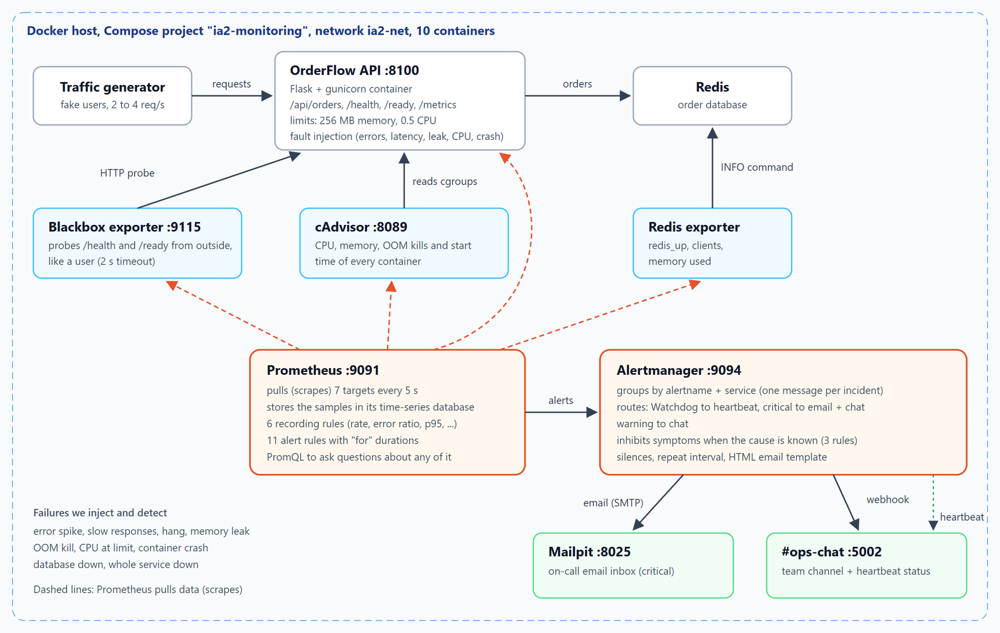 Docker host, Compose project "ia2-monitoring", network ia2-net, 10 containers
Traffic generator
fake users, 2 to 4 req/s
requests
OrderFlow API :8100
Flask + gunicorn container
/api/orders, /health, /ready, /metrics
limits: 256 MB memory, 0.5 CPU
fault injection (errors, latency, leak, CPU, crash)
orders
Redis
order database
HTTP probe
reads cgroups
INFO command
Blackbox exporter :9115
probes /health and /ready from outside,
like a user (2 s timeout)
cAdvisor :8089
CPU, memory, OOM kills and start
time of every container
Redis exporter
redis_up, clients,
memory used
Prometheus :9091
pulls (scrapes) 7 targets every 5 s
stores the samples in its time-series database
6 recording rules (rate, error ratio, p95, ...)
11 alert rules with "for" durations
PromQL to ask questions about any of it
alerts
Alertmanager :9094
groups by alertname + service (one message per incident)
routes: Watchdog to heartbeat, critical to email + chat
warning to chat
inhibits symptoms when the cause is known (3 rules)
silences, repeat interval, HTML email template
email (SMTP)
webhook
heartbeat
Failures we inject and detect
error spike, slow responses, hang, memory leak
OOM kill, CPU at limit, container crash
database down, whole service down
Dashed lines: Prometheus pulls data (scrapes)
Mailpit :8025
on-call email inbox (critical)
#ops-chat :5002
team channel + heartbeat status